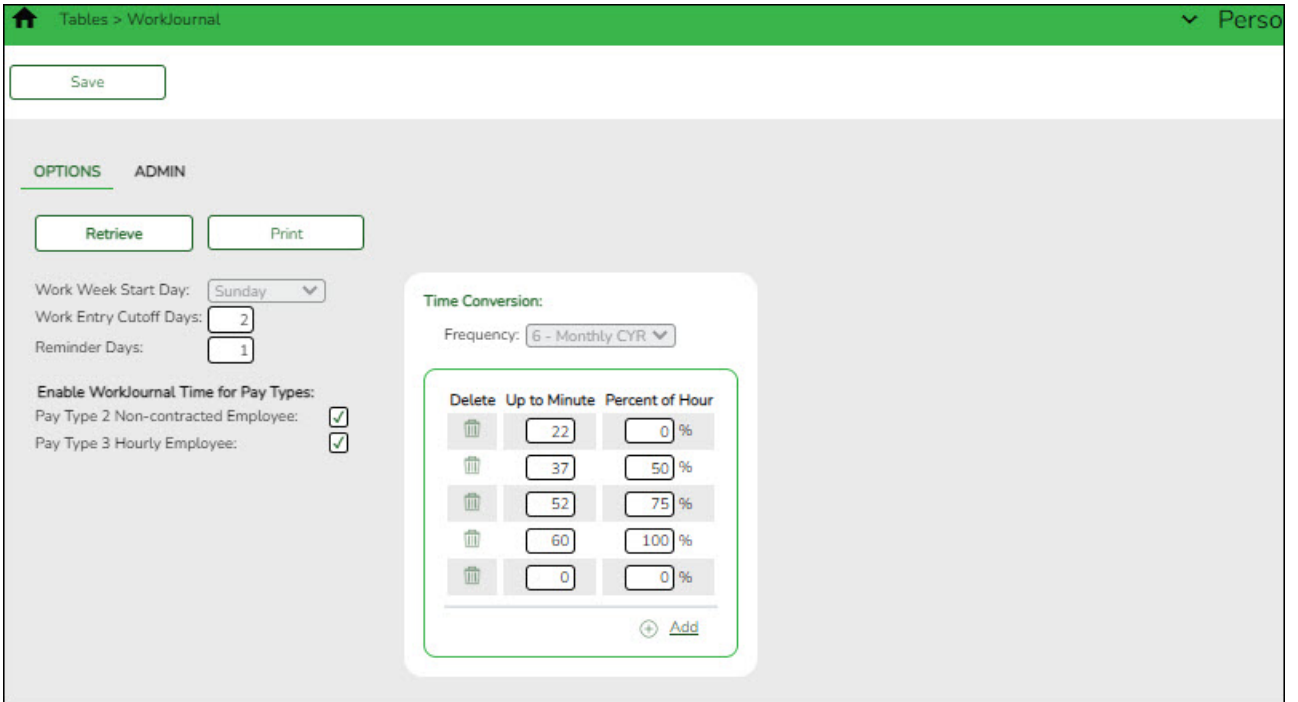 Tables > WorkJournal
Perso
Save
OPTIONS ADMIN
Retrieve Print
Work Week Start Day: Sunday
Work Entry Cutoff Days: 2
Reminder Days: 1
Enable WorkJournal Time for Pay Types:
Pay Type 2 Non-contracted Employee:
Pay Type 3 Hourly Employee:
Time Conversion:
Frequency: 6 - Monthly CYR
Delete Up to Minute Percent of Hour
22 0 %
37 50 %
52 75 %
60 100 %
0 0 %
Add